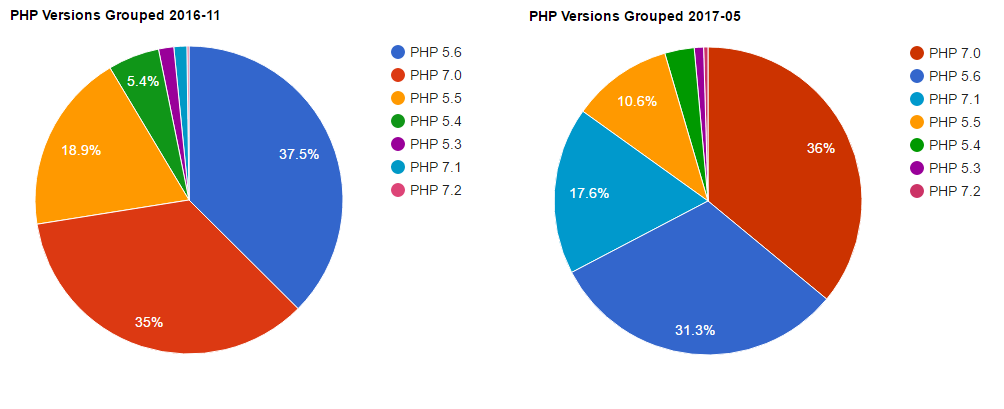 PHP Versions Grouped 2016-11
PHP 5.6
PHP 7.0
PHP 5.5
PHP 5.4
PHP 5.3
PHP 7.1
PHP 7.2
5.4%
18.9%
37.5%
35%
PHP Versions Grouped 2017-05
PHP 7.0
PHP 5.6
PHP 7.1
PHP 5.5
PHP 5.4
PHP 5.3
PHP 7.2
10.6%
36%
17.6%
31.3%